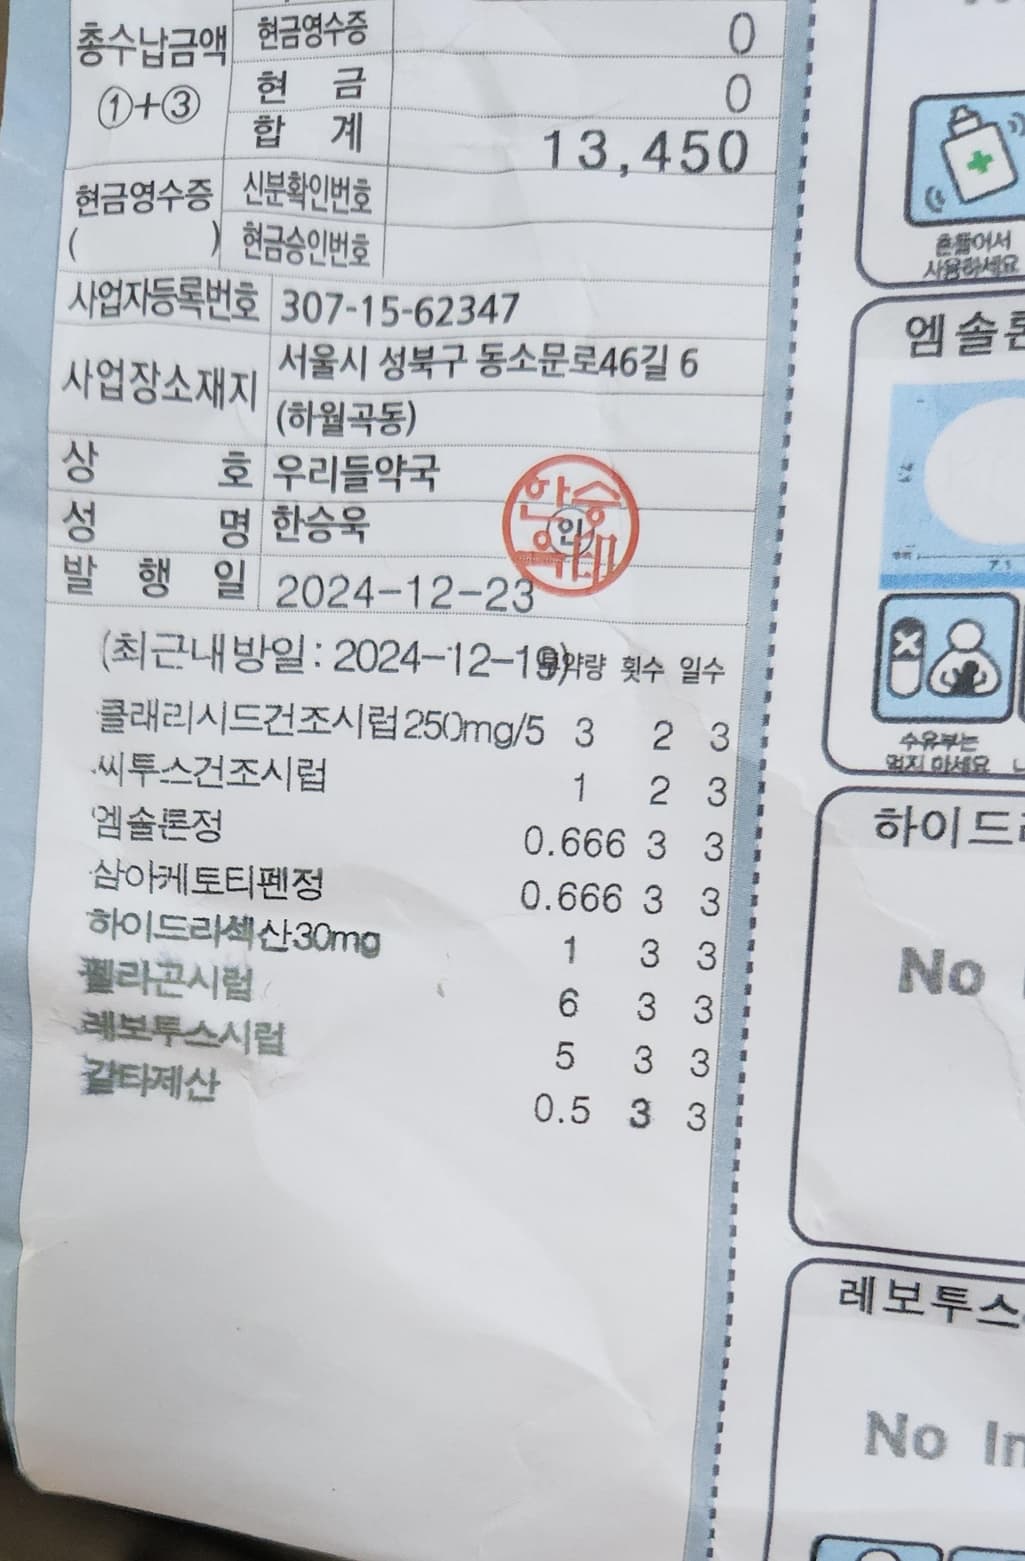 총수납금액
①+③
현금영수증 0
현 금 0
합 계 13,450
현금영수증
( )
신분확인번호
현금승인번호
사업자등록번호 307-15-62347
사업장소재지 서울시 성북구 동소문로46길 6
(하월곡동)
상 호 우리들약국
성 명 한승욱 인
발 행 일 2024-12-23
(최근내방일: 2024-12-19) 투약량 횟수 일수
클래리시드건조시럽250mg/5 3 2 3
씨투스건조시럽 1 2 3
엠솔론정 0.666 3 3
삼아케토티펜정 0.666 3 3
하이드라섹산30mg 1 3 3
펠라곤시럽 6 3 3
레보투스시럽 5 3 3
갈타제산 0.5 3 3
흔들어서
사용하세요
엠솔론
7.1
7.1
수유부는
먹지 마세요
하이드라
No
레보투스
No In